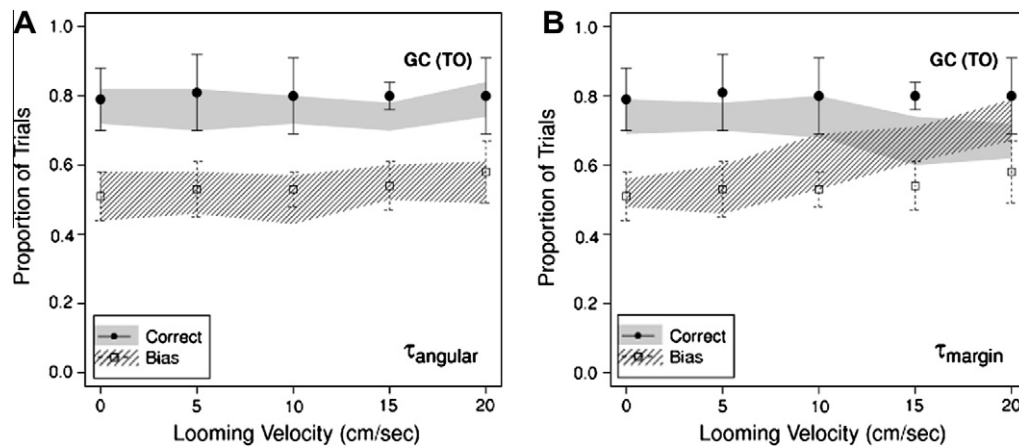 A
Proportion of Trials
1.0
0.8
0.6
0.4
0.2
0.0
GC (TO)
Correct
Bias
τangular
0 5 10 15 20
Looming Velocity (cm/sec)
B
Proportion of Trials
1.0
0.8
0.6
0.4
0.2
0.0
GC (TO)
Correct
Bias
τmargin
0 5 10 15 20
Looming Velocity (cm/sec)